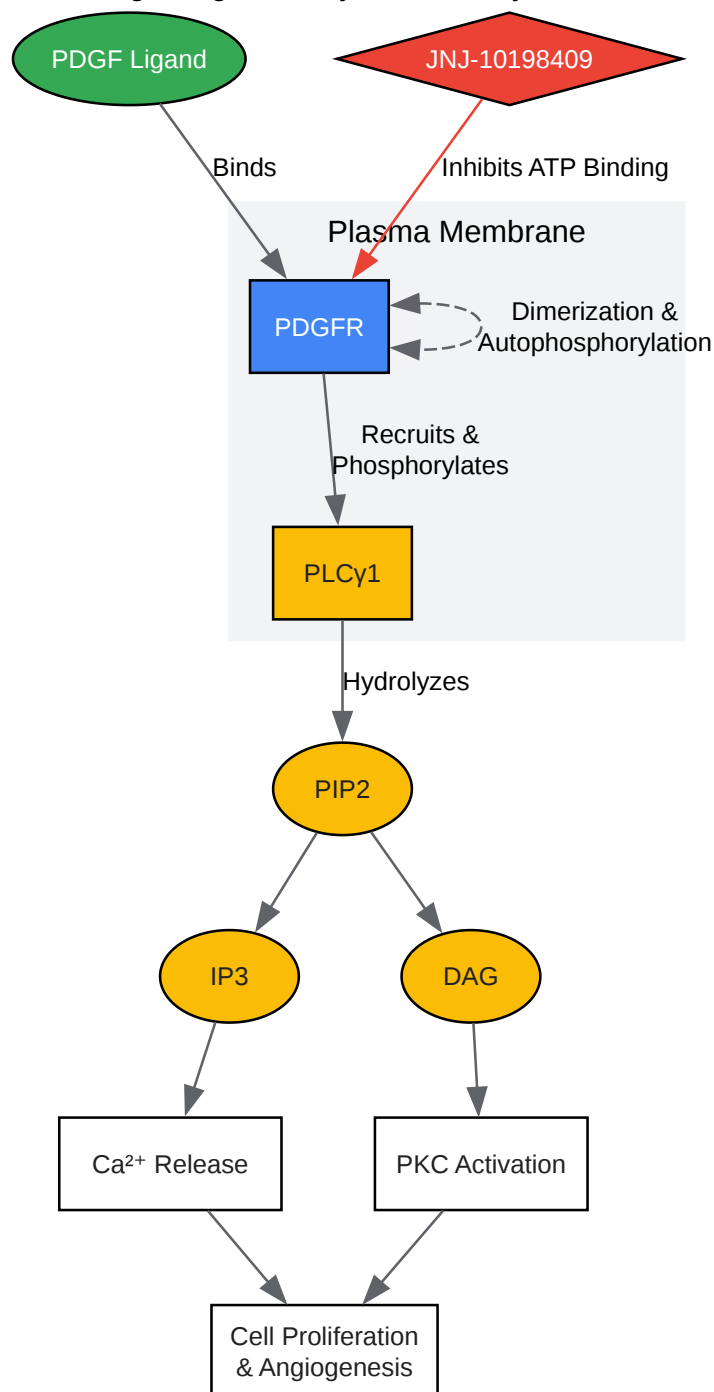 PDGF Ligand
JNJ-10198409
Binds
Inhibits ATP Binding
Plasma Membrane
PDGFR
Dimerization &
Autophosphorylation
Recruits &
Phosphorylates
PLCγ1
Hydrolyzes
PIP2
IP3
DAG
Ca²⁺ Release
PKC Activation
Cell Proliferation
& Angiogenesis